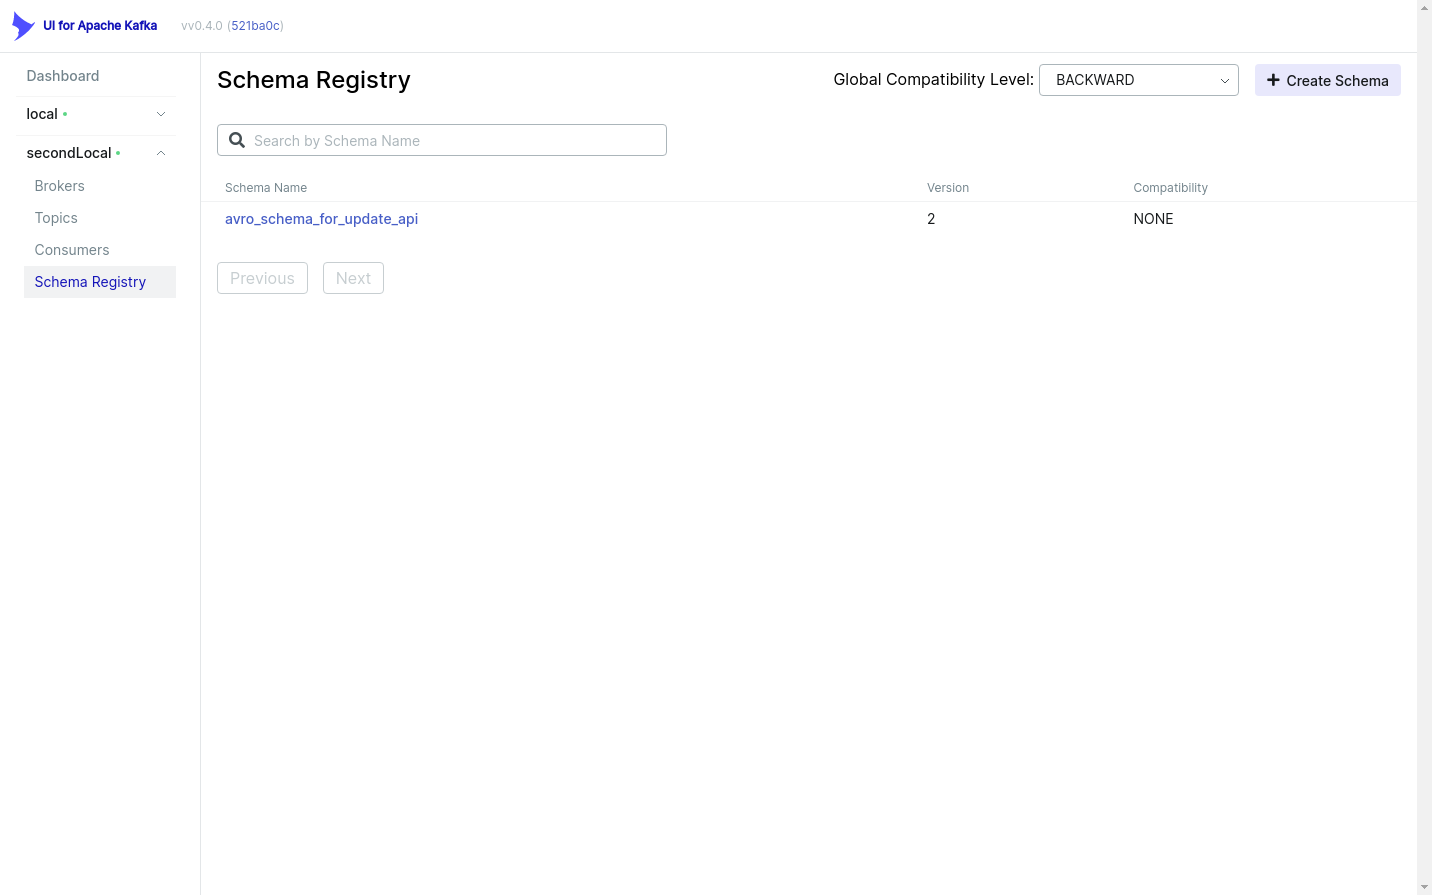 UI for Apache Kafka vv0.4.0 (521ba0c)
Dashboard
local
secondLocal
Brokers
Topics
Consumers
Schema Registry
Schema Registry
Global Compatibility Level: BACKWARD
Create Schema
Search by Schema Name
Schema Name Version Compatibility
avro_schema_for_update_api 2 NONE
Previous Next